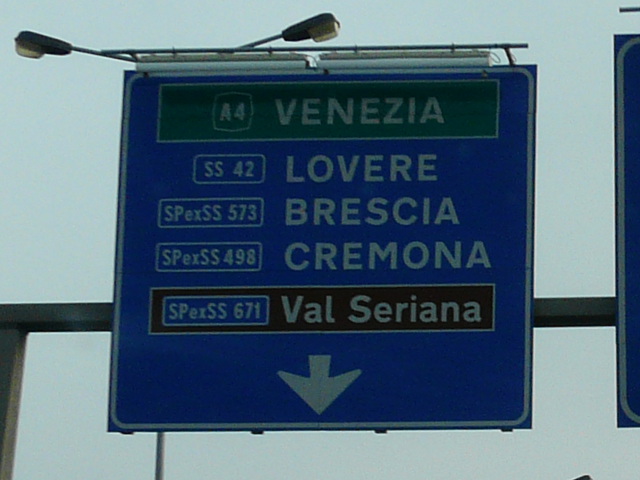 A4 VENEZIA
SS 42 LOVERE
SPexSS 573 BRESCIA
SPexSS 498 CREMONA
SPexSS 671 Val Seriana